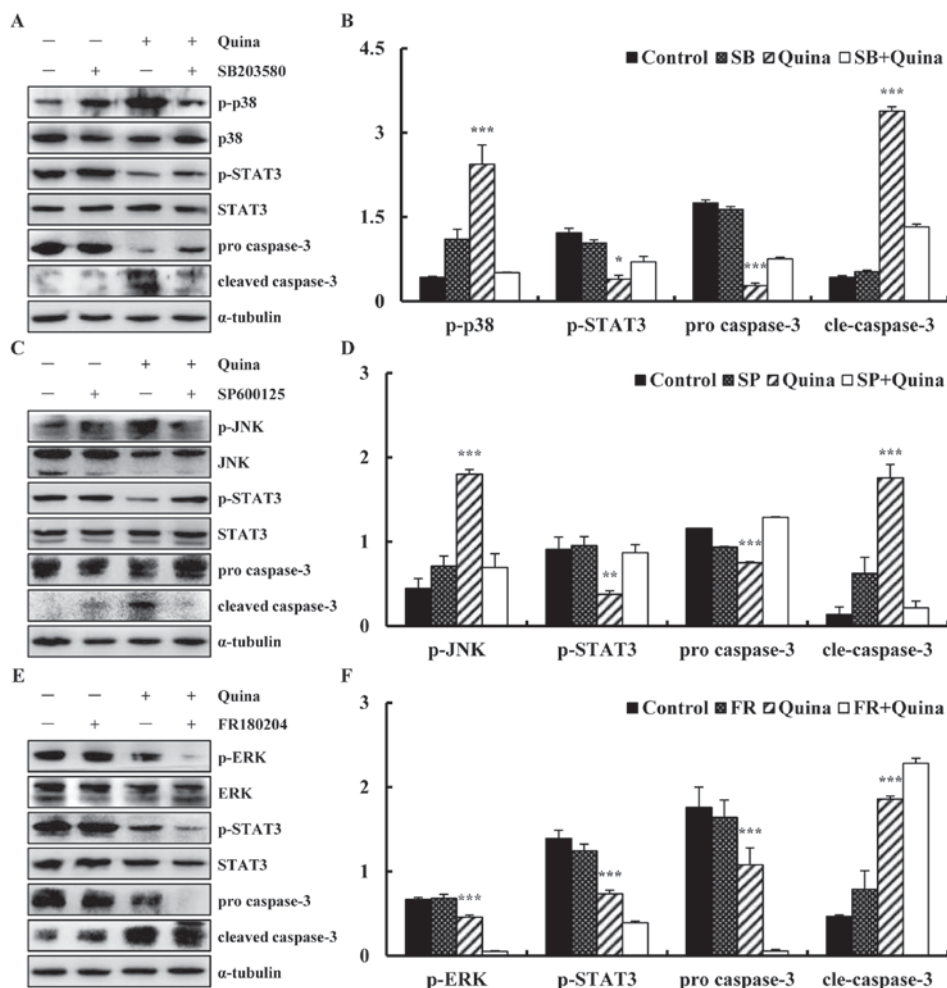 A
— — + + Quina
— + — + SB203580
p-p38
p38
p-STAT3
STAT3
pro caspase-3
cleaved caspase-3
α-tubulin
B
4.5
3
1.5
0
Control SB Quina SB+Quina
***
*
***
***
p-p38 p-STAT3 pro caspase-3 cle-caspase-3
C
— — + + Quina
— + — + SP600125
p-JNK
JNK
p-STAT3
STAT3
pro caspase-3
cleaved caspase-3
α-tubulin
D
3
2
1
0
Control SP Quina SP+Quina
***
**
***
***
p-JNK p-STAT3 pro caspase-3 cle-caspase-3
E
— — + + Quina
— + — + FR180204
p-ERK
ERK
p-STAT3
STAT3
pro caspase-3
cleaved caspase-3
α-tubulin
F
3
2
1
0
Control FR Quina FR+Quina
***
***
***
***
p-ERK p-STAT3 pro caspase-3 cle-caspase-3